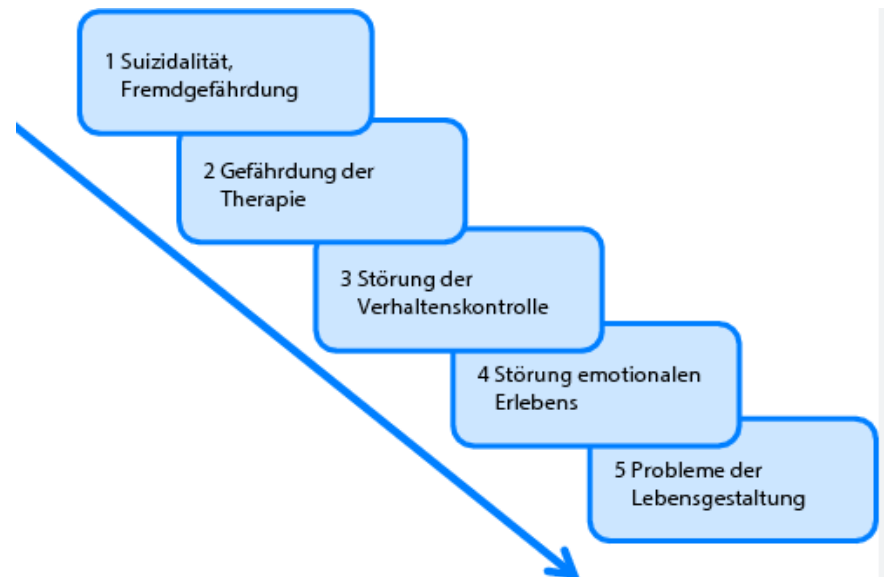 1 Suizidalität,
Fremdgefährdung
2 Gefährdung der
Therapie
3 Störung der
Verhaltenskontrolle
4 Störung emotionalen
Erlebens
5 Probleme der
Lebensgestaltung